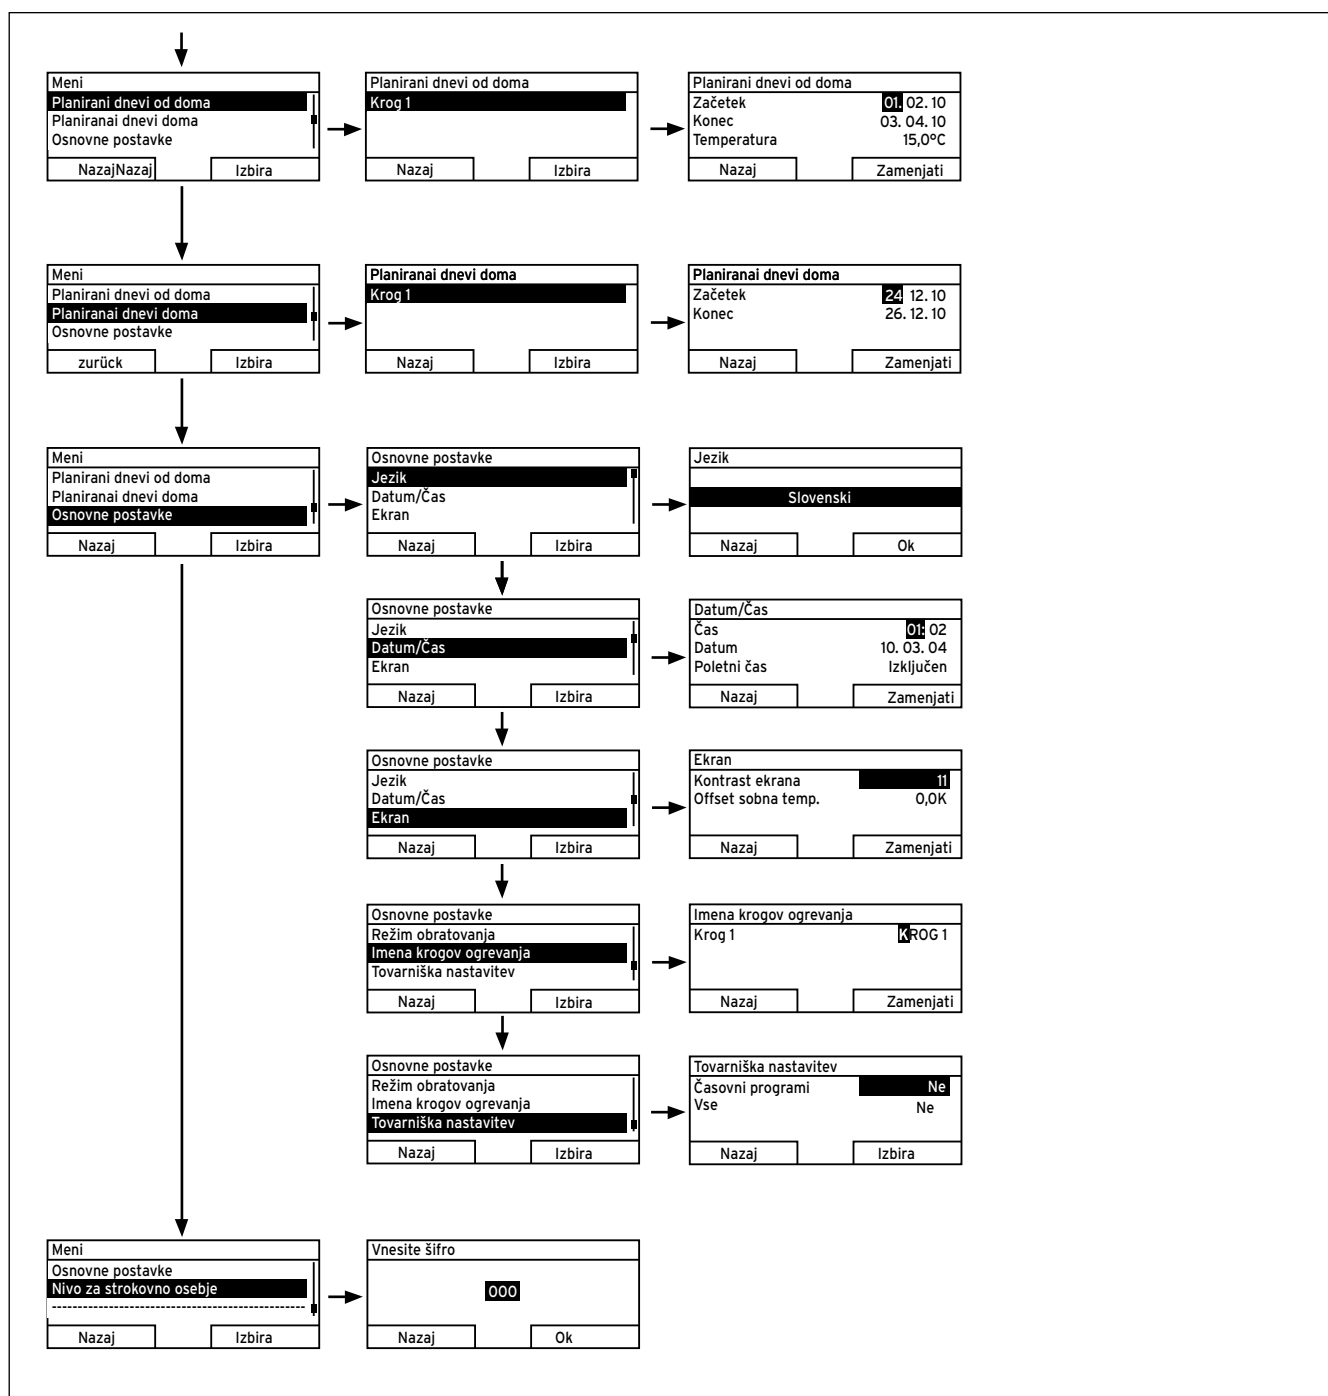 Meni
Planirani dnevi od doma
Planiranai dnevi doma
Osnovne postavke
NazajNazaj Izbira
Planirani dnevi od doma
Krog 1
Nazaj Izbira
Planirani dnevi od doma
Začetek 01. 02. 10
Konec 03. 04. 10
Temperatura 15,0°C
Nazaj Zamenjati
Meni
Planirani dnevi od doma
Planiranai dnevi doma
Osnovne postavke
zurück Izbira
Planiranai dnevi doma
Krog 1
Nazaj Izbira
Planiranai dnevi doma
Začetek 24 12. 10
Konec 26. 12. 10
Nazaj Zamenjati
Meni
Planirani dnevi od doma
Planiranai dnevi doma
Osnovne postavke
Nazaj Izbira
Osnovne postavke
Jezik
Datum/Čas
Ekran
Nazaj Izbira
Jezik
Slovenski
Nazaj Ok
Osnovne postavke
Jezik
Datum/Čas
Ekran
Nazaj Izbira
Datum/Čas
Čas 01: 02
Datum 10. 03. 04
Poletni čas Izključen
Nazaj Zamenjati
Osnovne postavke
Jezik
Datum/Čas
Ekran
Nazaj Izbira
Ekran
Kontrast ekrana 11
Offset sobna temp. 0,0K
Nazaj Zamenjati
Osnovne postavke
Režim obratovanja
Imena krogov ogrevanja
Tovarniška nastavitev
Nazaj Izbira
Imena krogov ogrevanja
Krog 1 KROG 1
Nazaj Zamenjati
Osnovne postavke
Režim obratovanja
Imena krogov ogrevanja
Tovarniška nastavitev
Nazaj Izbira
Tovarniška nastavitev
Časovni programi Ne
Vse Ne
Nazaj Izbira
Meni
Osnovne postavke
Nivo za strokovno osebje
------------------------------------------------
Nazaj Izbira
Vnesite šifro
000
Nazaj Ok